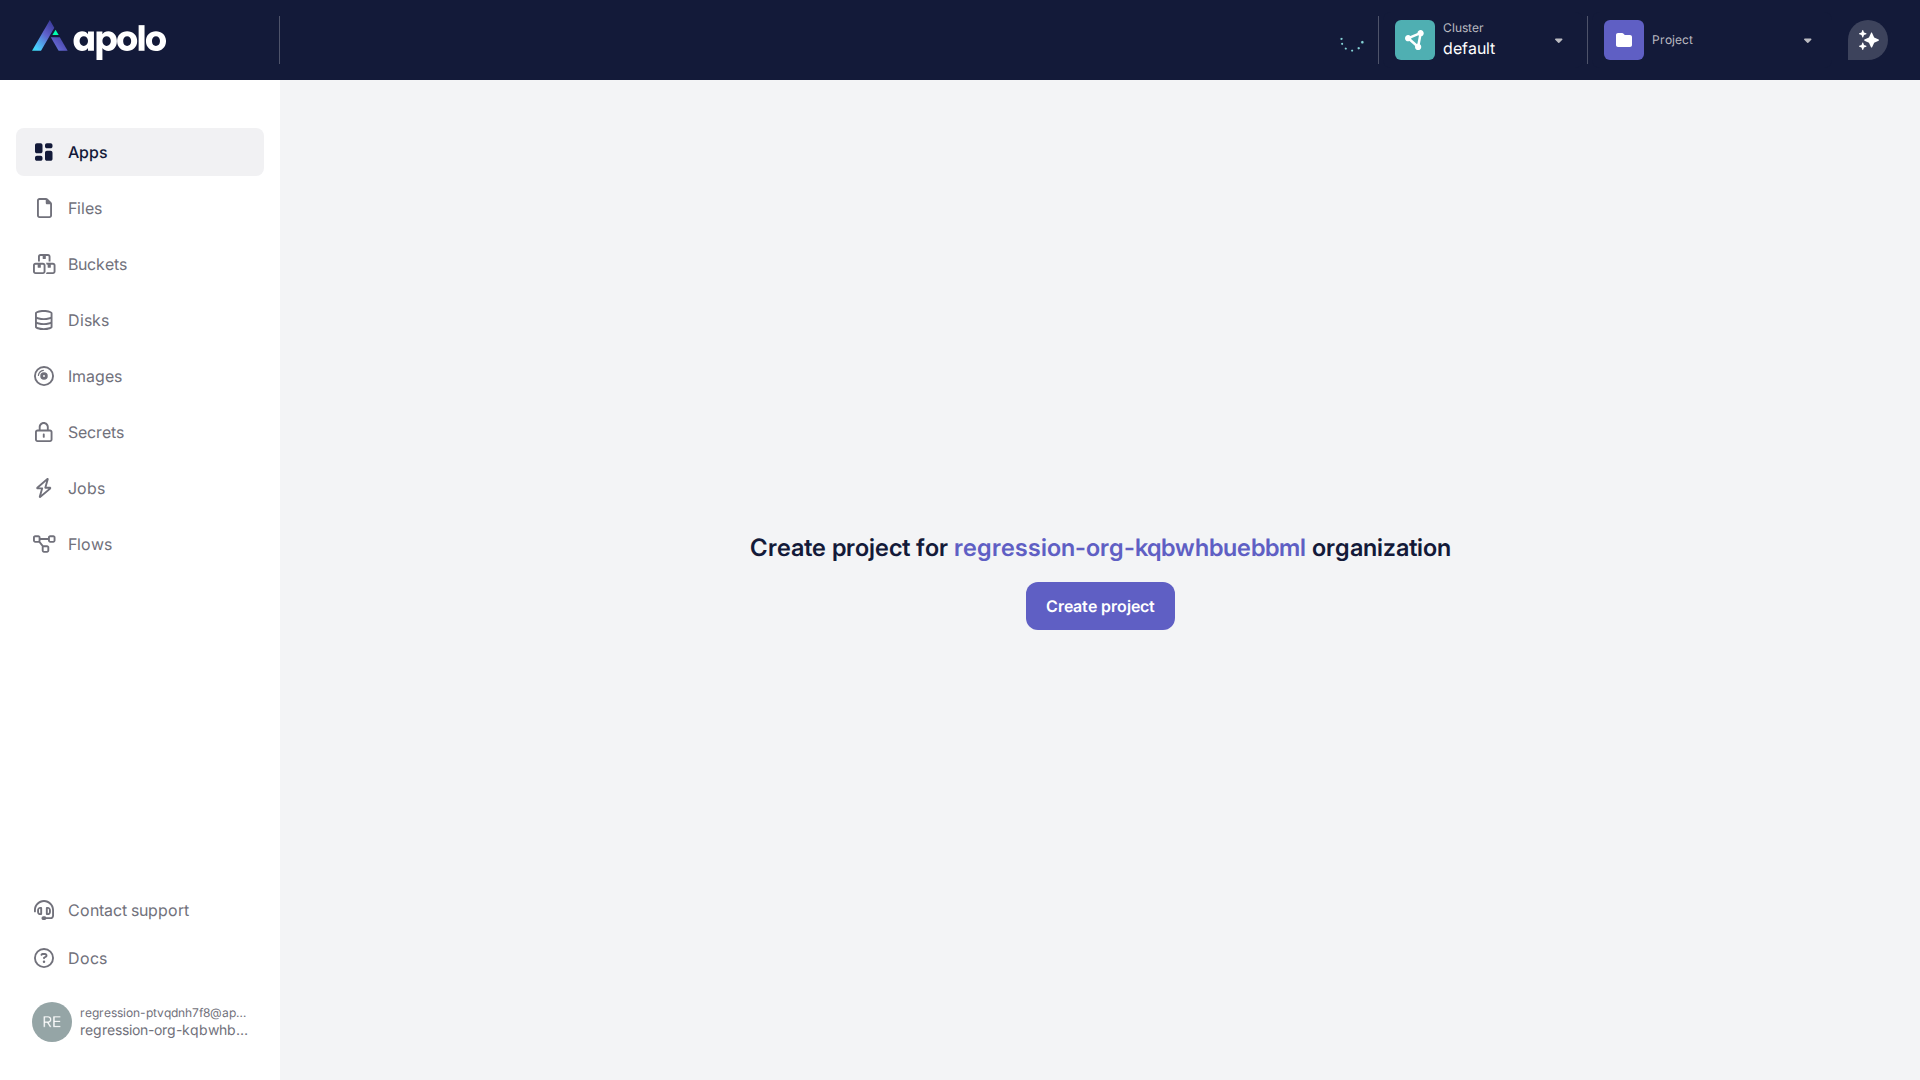 apolo
Cluster
default
Project
Apps
Files
Buckets
Disks
Images
Secrets
Jobs
Flows
Create project for regression-org-kqbwhbuebbml organization
Create project
Contact support
Docs
RE
regression-ptvqdnh7f8@ap...
regression-org-kqbwhb...